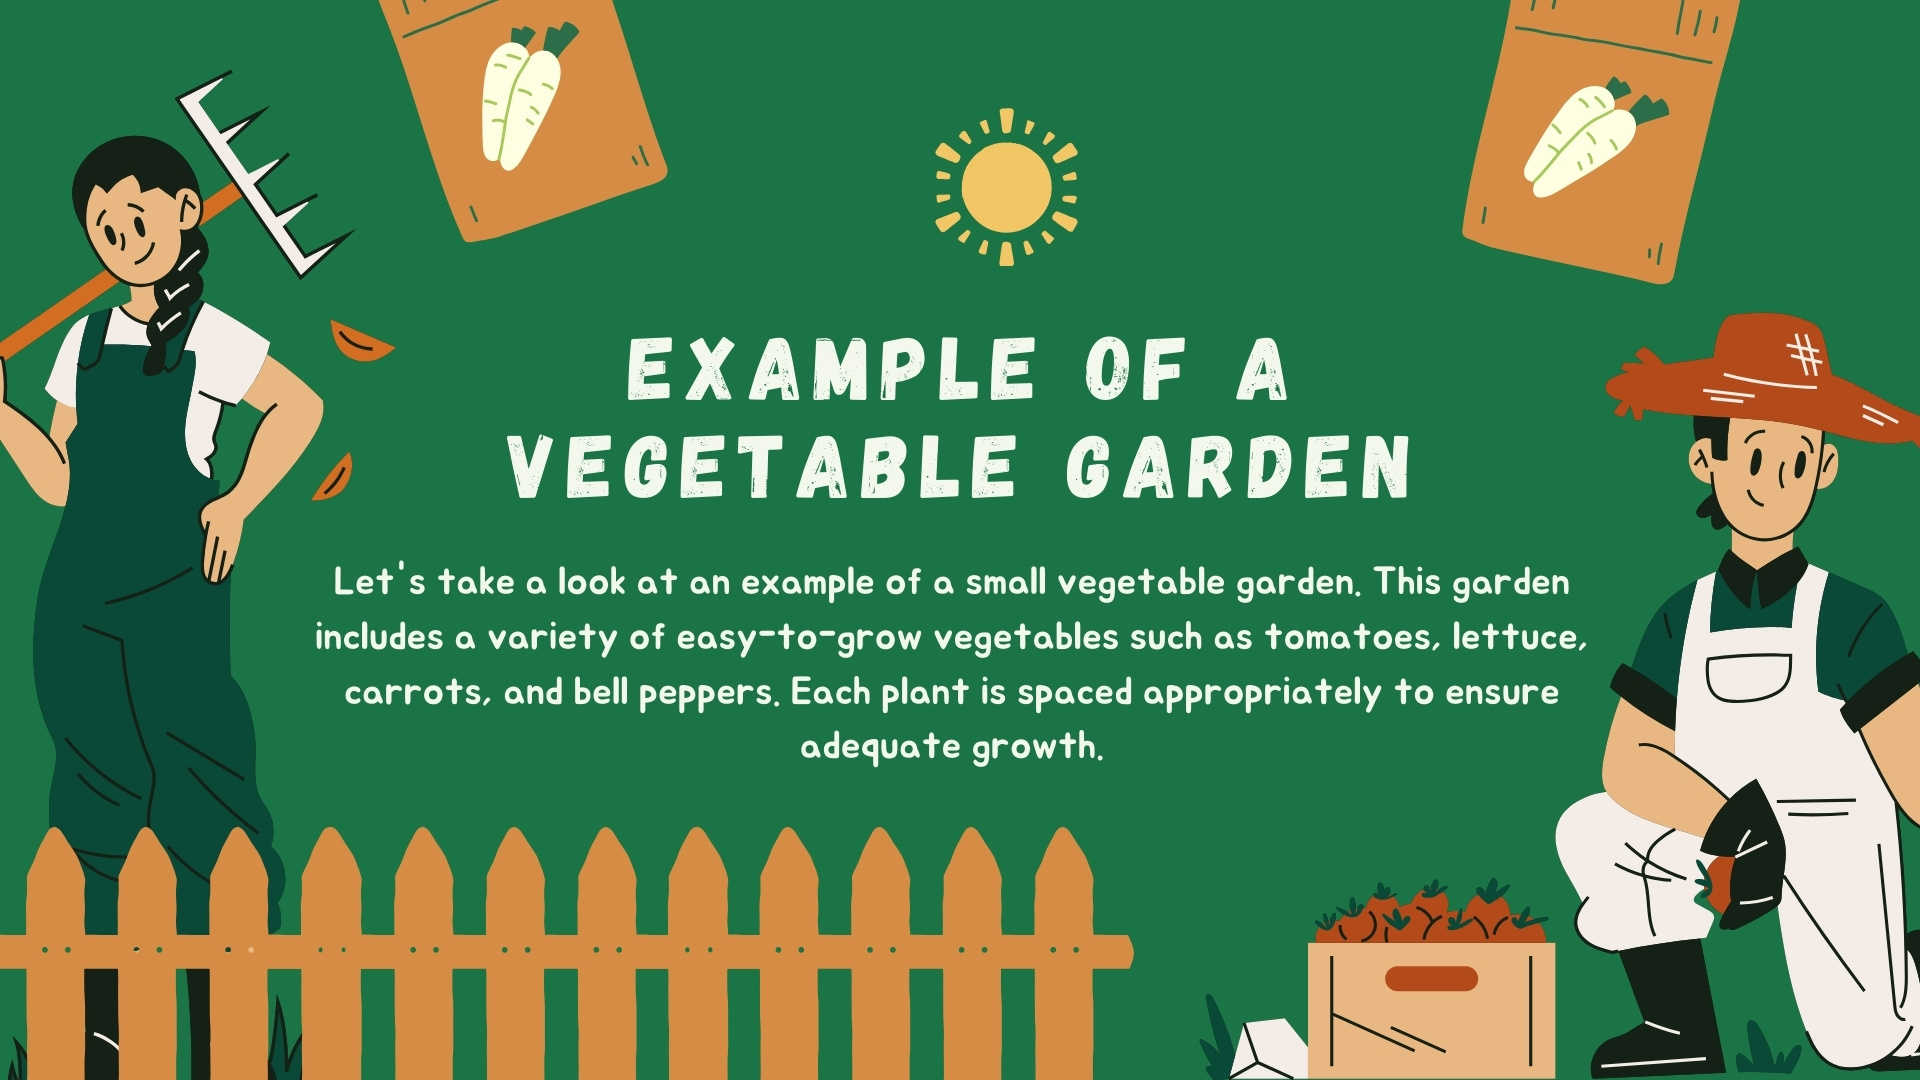 EXAMPLE OF A
VEGETABLE GARDEN
Let's take a look at an example of a small vegetable garden. This garden
includes a variety of easy-to-grow vegetables such as tomatoes, lettuce,
carrots, and bell peppers. Each plant is spaced appropriately to ensure
adequate growth.